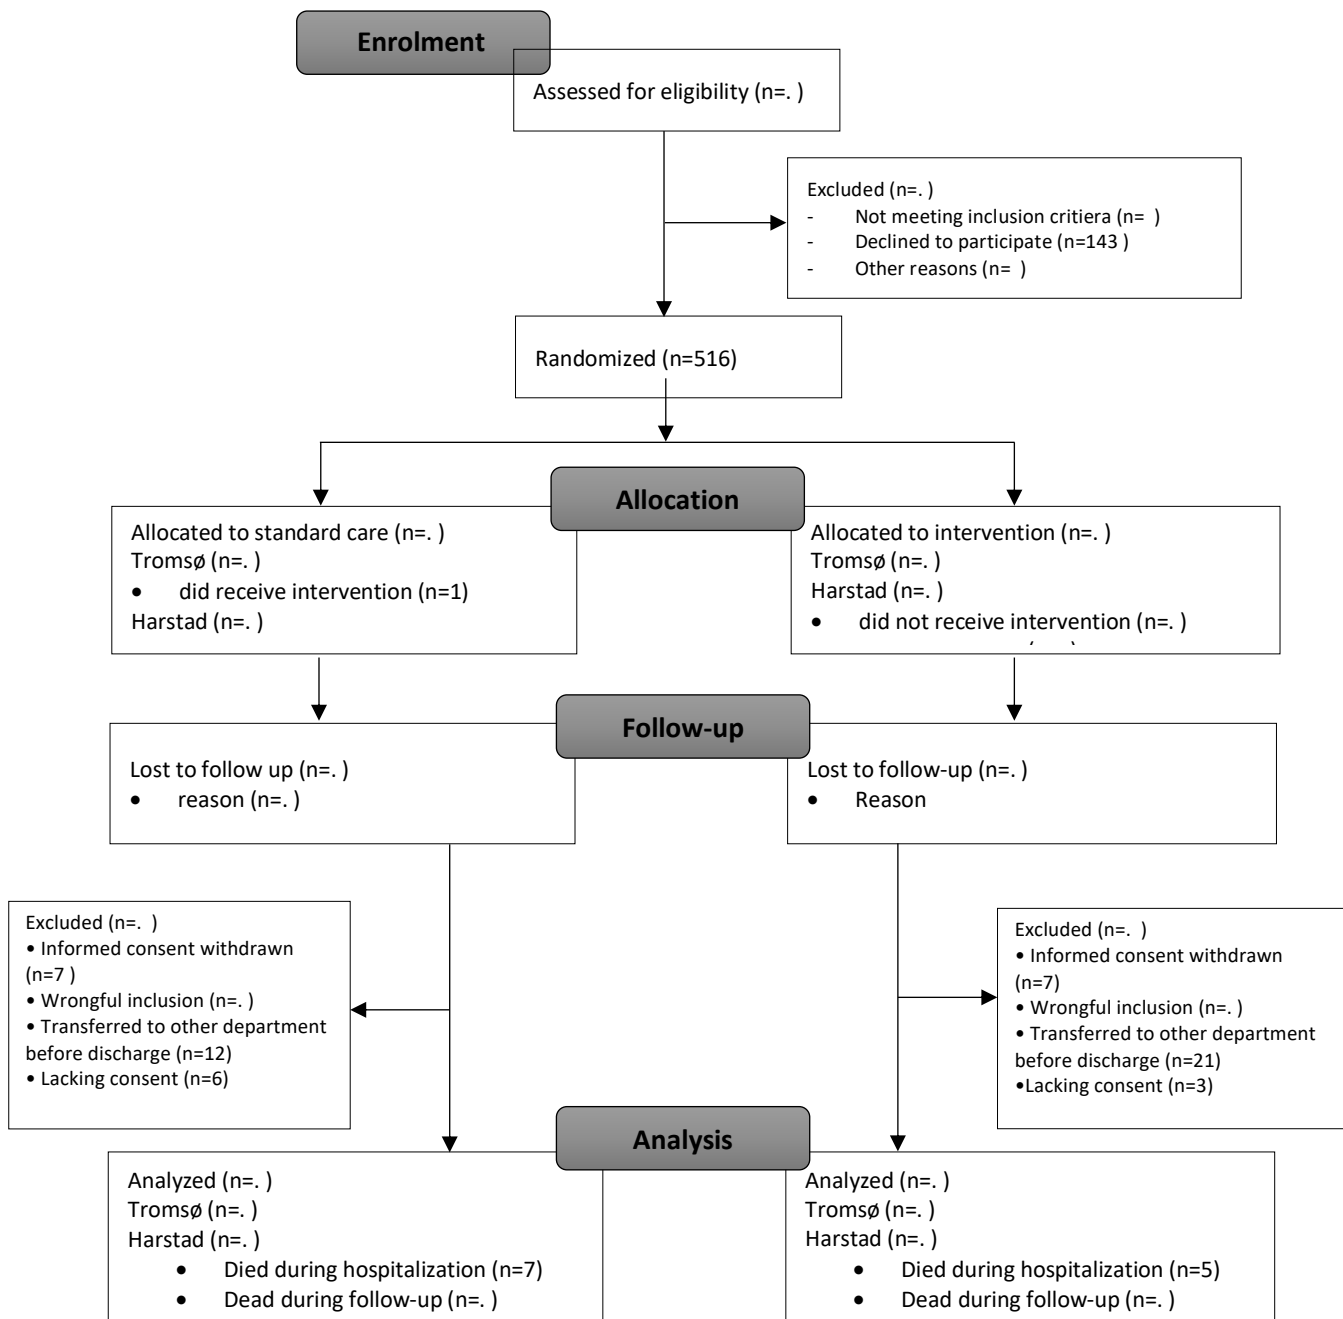 Enrolment
Assessed for eligibility (n=. )
Excluded (n=. )
- Not meeting inclusion critiera (n= )
- Declined to participate (n=143 )
- Other reasons (n= )
Randomized (n=516)
Allocation
Allocated to standard care (n=. )
Tromsø (n=. )
• did receive intervention (n=1)
Harstad (n=. )
Allocated to intervention (n=. )
Tromsø (n=. )
Harstad (n=. )
• did not receive intervention (n=. )
Follow-up
Lost to follow up (n=. )
• reason (n=. )
Lost to follow-up (n=. )
• Reason
Excluded (n=. )
• Informed consent withdrawn
(n=7 )
• Wrongful inclusion (n=. )
• Transferred to other department
before discharge (n=12)
• Lacking consent (n=6)
Excluded (n=. )
• Informed consent withdrawn
(n=7)
• Wrongful inclusion (n=. )
• Transferred to other department
before discharge (n=21)
•Lacking consent (n=3)
Analysis
Analyzed (n=. )
Tromsø (n=. )
Harstad (n=. )
• Died during hospitalization (n=7)
• Dead during follow-up (n=. )
Analyzed (n=. )
Tromsø (n=. )
Harstad (n=. )
• Died during hospitalization (n=5)
• Dead during follow-up (n=. )